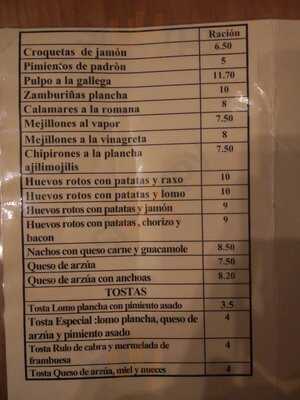 Ración
Croquetas de jamón 6.50
Pimientos de padròn 5
Pulpo a la gallega 11.70
Zamburiñas plancha 10
Calamares a la romana 8
Mejillones al vapor 7.50
Mejillones a la vinagreta 8
Chipirones a la plancha 7.50
ajilimojilis
Huevos rotos con patatas y raxo 10
Huevos rotos con patatas y lomo 10
Huevos rotos con patatas y jamón 9
Huevos rotos con patatas , chorizo y 9
bacon
Nachos con queso carne y guacamole 8.50
Queso de arzúa 7.50
Queso de arzúa con anchoas 8.20
TOSTAS
Tosta Lomo plancha con pimiento asado 3.5
Tosta Especial :lomo plancha, queso de 4
arzúa y pimiento asado
Tosta Rulo de cabra y mermelada de 4
frambuesa
Tosta Queso de arzúa, miel y nueces 4